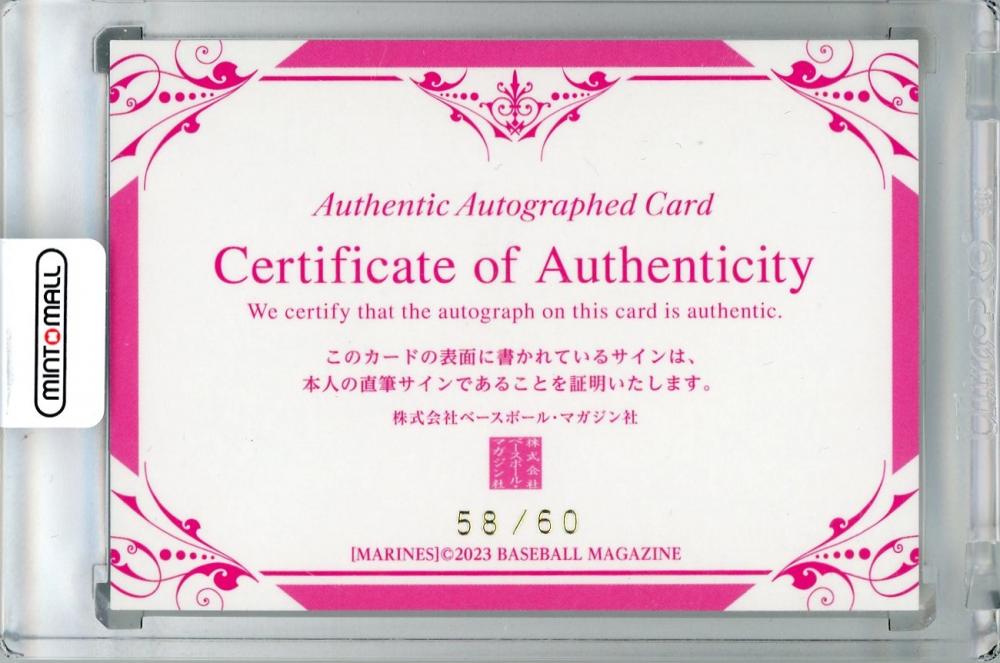 Authentic Autographed Card
Certificate of Authenticity
We certify that the autograph on this card is authentic.
このカードの表面に書かれているサインは、
本人の直筆サインであることを証明いたします。
株式会社ベースボール・マガジン社
株式会社
ベースボール・
マガジン社
58/60
[MARINES]©2023 BASEBALL MAGAZINE
MINTOMALL